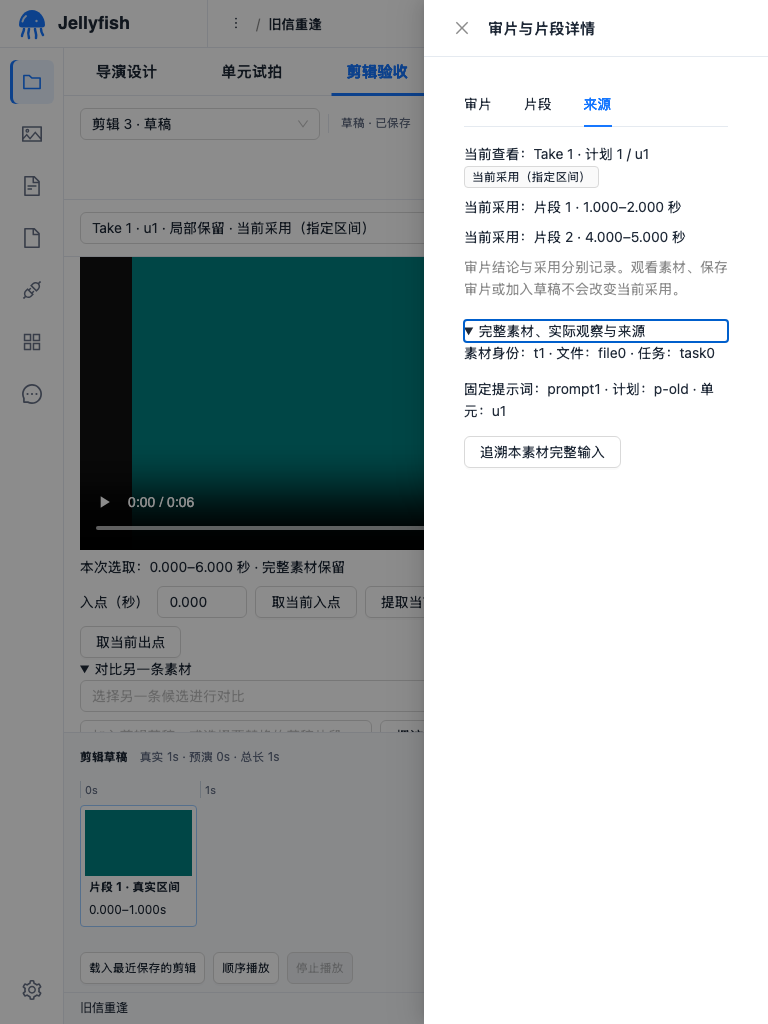 Jellyfish
/ 旧信重逢
导演设计
单元试拍
剪辑验收
剪辑 3 · 草稿
草稿 · 已保存
Take 1 · u1 · 局部保留 · 当前采用（指定区间）
0:00 / 0:06
本次选取：0.000–6.000 秒 · 完整素材保留
入点（秒）
0.000
取当前入点
提取当
取当前出点
▼ 对比另一条素材
选择另一条候选进行对比
剪辑草稿 真实 1s · 预演 0s · 总长 1s
0s
1s
片段 1 · 真实区间
0.000–1.000s
载入最近保存的剪辑
顺序播放
停止播放
旧信重逢
审片与片段详情
审片
片段
来源
当前查看：Take 1 · 计划 1 / u1
当前采用（指定区间）
当前采用：片段 1 · 1.000–2.000 秒
当前采用：片段 2 · 4.000–5.000 秒
审片结论与采用分别记录。观看素材、保存
审片或加入草稿不会改变当前采用。
▼ 完整素材、实际观察与来源
素材身份：t1 · 文件：file0 · 任务：task0
固定提示词：prompt1 · 计划：p-old · 单
元：u1
追溯本素材完整输入